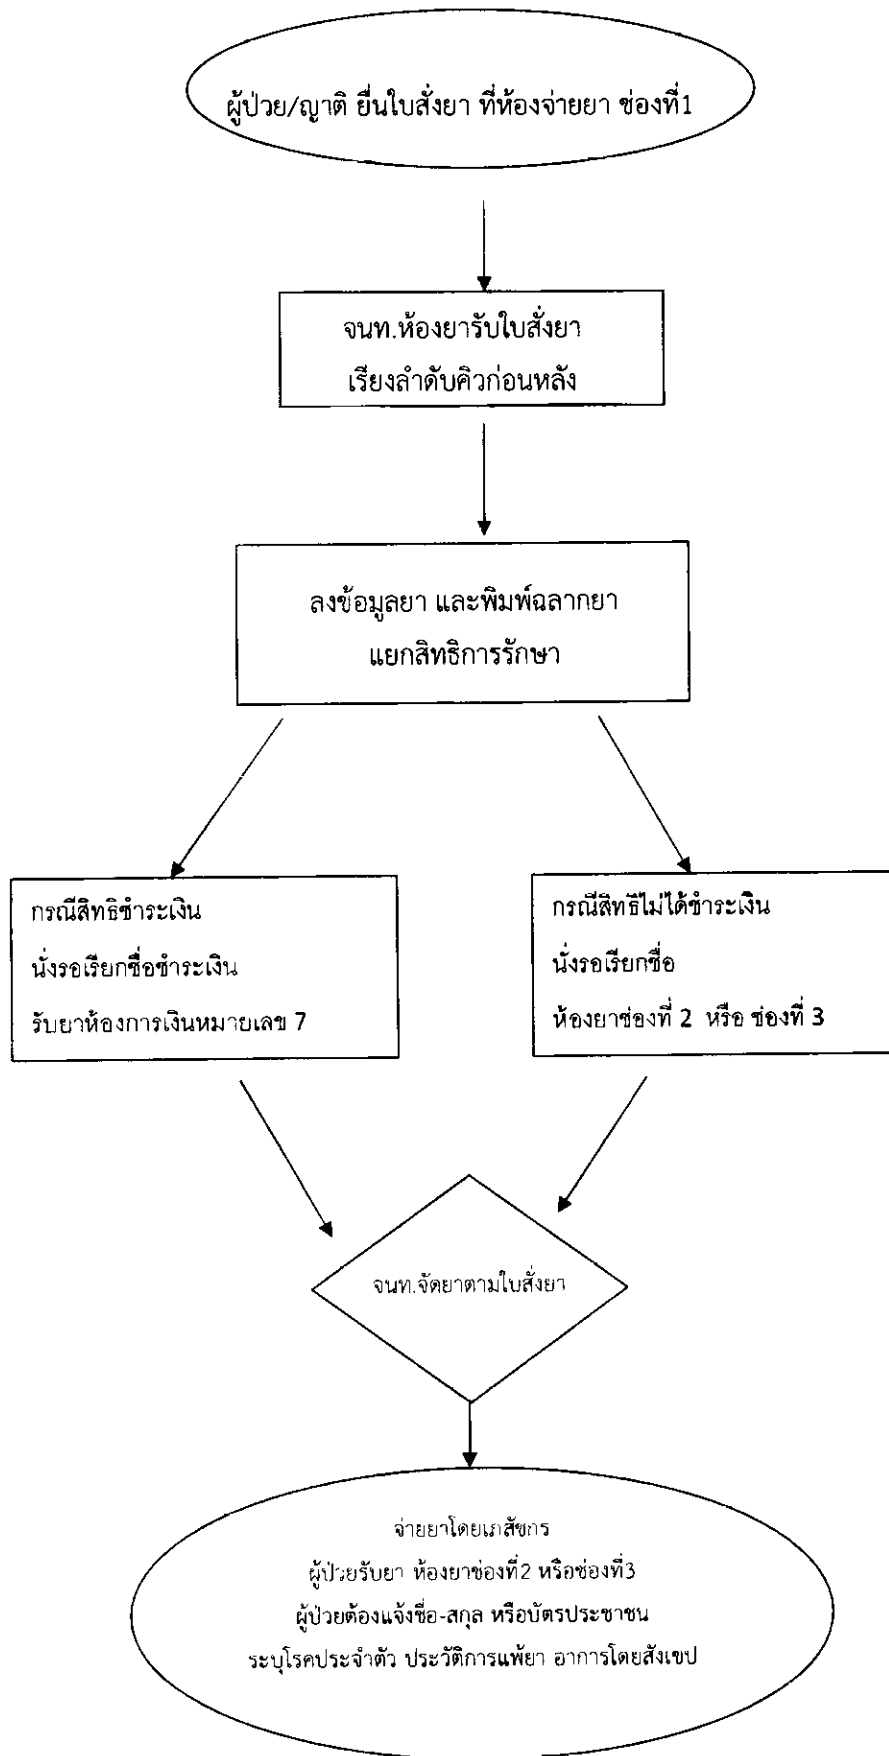 ผู้ป่วย/ญาติ ยื่นใบสั่งยา ที่ห้องจ่ายยา ช่องที่1
จนท.ห้องยารับใบสั่งยา
เรียงลำดับคิวก่อนหลัง
ลงข้อมูลยา และพิมพ์ฉลากยา
แยกสิทธิการรักษา
กรณีสิทธิชำระเงิน
นั่งรอเรียกชื่อชำระเงิน
รับยาห้องการเงินหมายเลข 7
กรณีสิทธิไม่ได้ชำระเงิน
นั่งรอเรียกชื่อ
ห้องยาช่องที่ 2 หรือ ช่องที่ 3
จนท.จัดยาตามใบสั่งยา
จ่ายยาโดยเภสัชกร
ผู้ป่วยรับยา ห้องยาช่องที่2 หรือช่องที่3
ผู้ป่วยต้องแจ้งชื่อ-สกุล หรือบัตรประชาชน
ระบุโรคประจำตัว ประวัติการแพ้ยา อาการโดยสังเขป